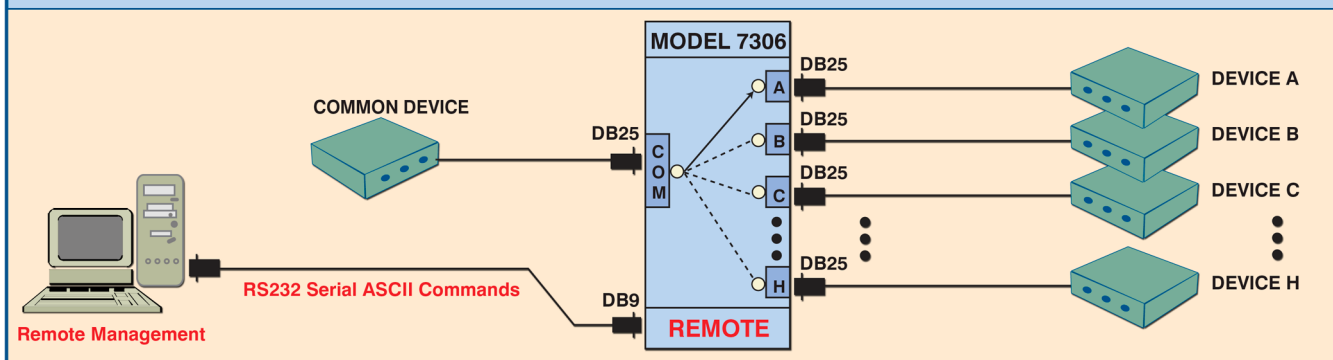 MODEL 7306
COMMON DEVICE
DB25
C
O
M
A
B
C
H
DB25
DB25
DB25
DB25
DEVICE A
DEVICE B
DEVICE C
DEVICE H
RS232 Serial ASCII Commands
DB9
REMOTE
Remote Management